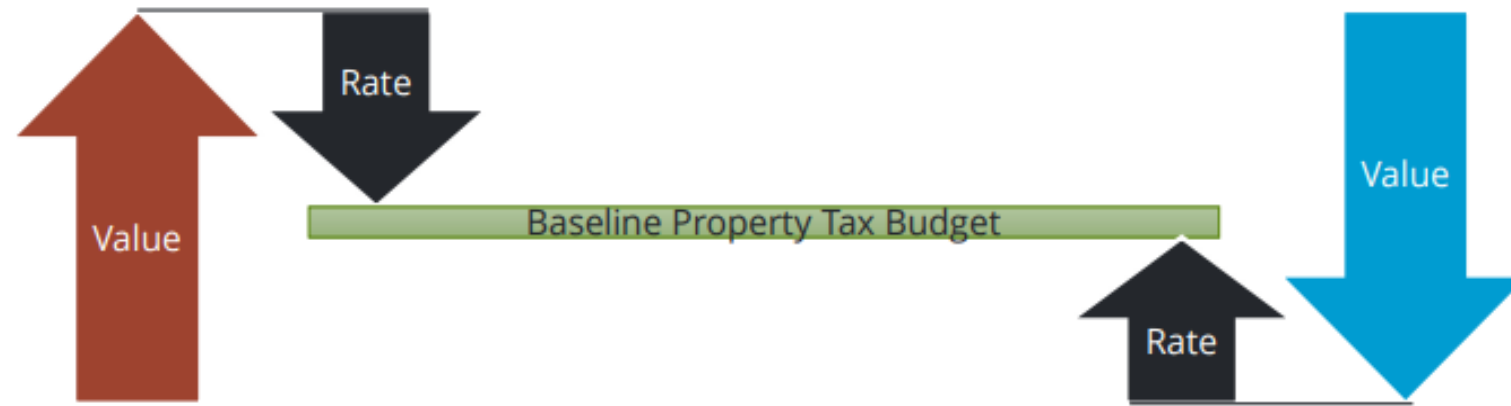 Rate
Value
Value
Baseline Property Tax Budget
Rate